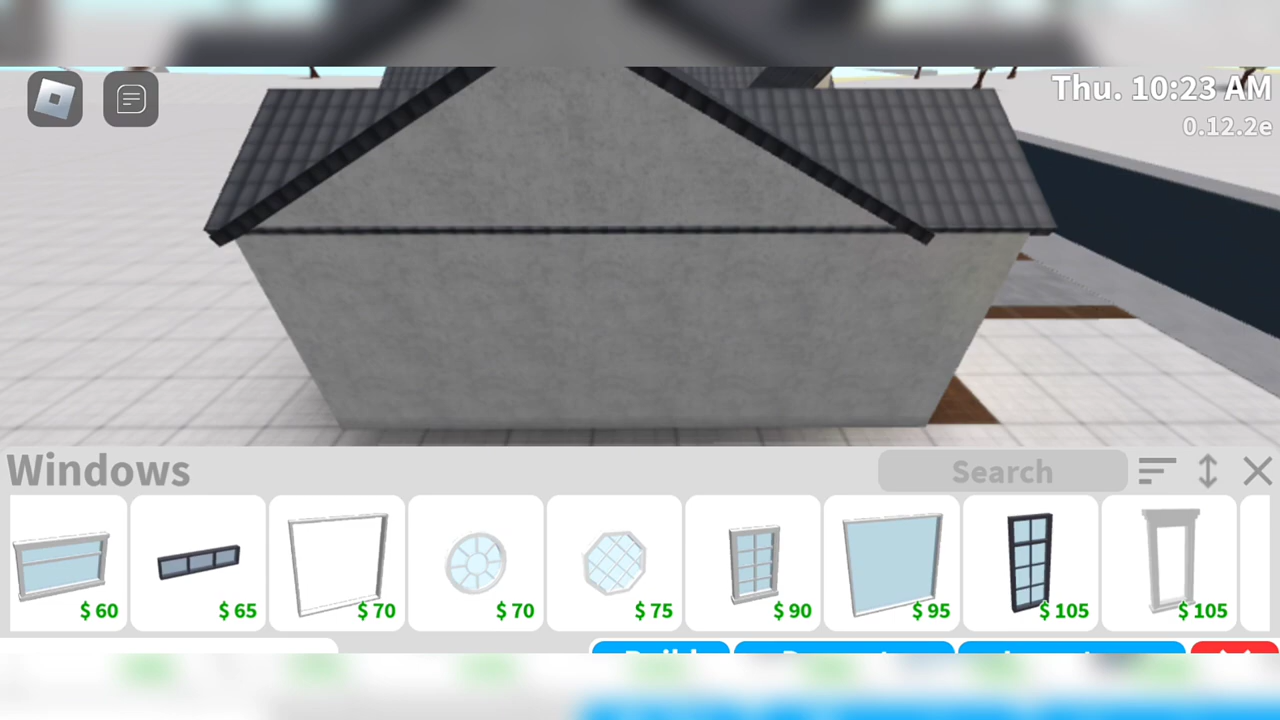 Thu. 10:23 AM
0.12.2e
Windows
Search
$ 60
$ 65
$ 70
$ 70
$ 75
$ 90
$ 95
$ 105
$ 105